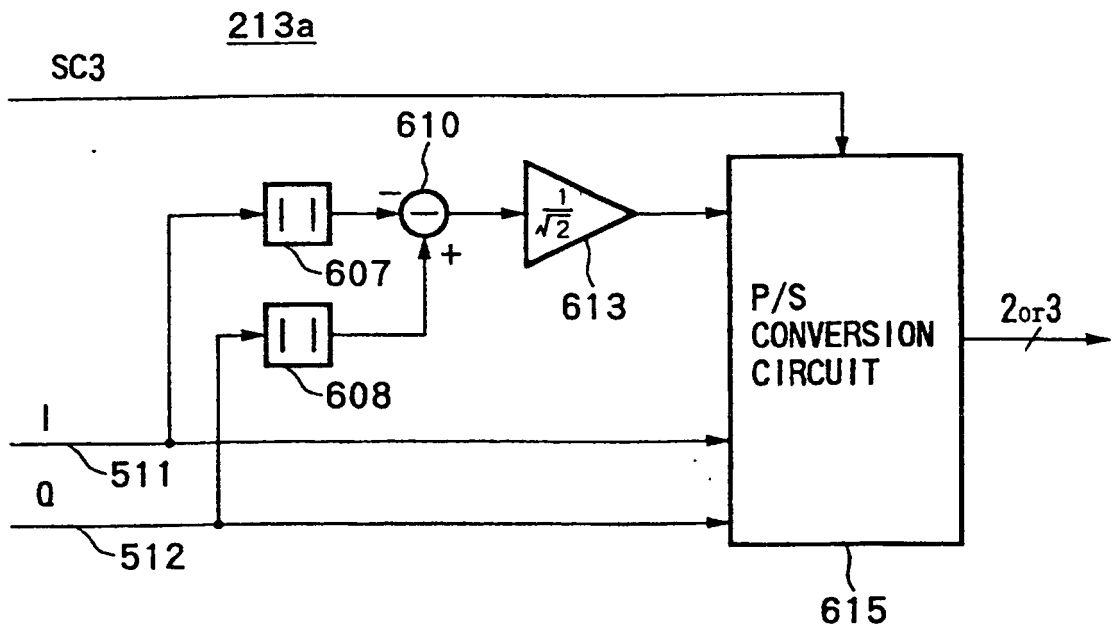 213a
SC3
610
| |
607
−
−
+
1
√2
613
| |
608
P/S
CONVERSION
CIRCUIT
2or3
I
511
Q
512
615